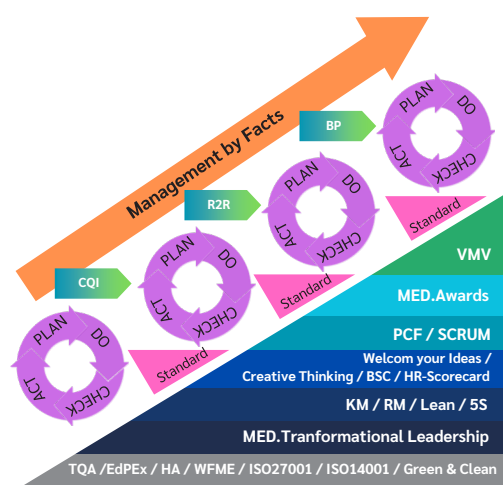 Management by Facts
BP
PLAN
DO
CHECK
ACT
Standard
R2R
PLAN
DO
CHECK
ACT
Standard
CQI
PLAN
DO
CHECK
ACT
Standard
PLAN
DO
CHECK
ACT
VMV
MED.Awards
PCF / SCRUM
Welcom your Ideas /
Creative Thinking / BSC / HR-Scorecard
KM / RM / Lean / 5S
MED.Tranformational Leadership
TQA /EdPEx / HA / WFME / ISO27001 / ISO14001 / Green & Clean